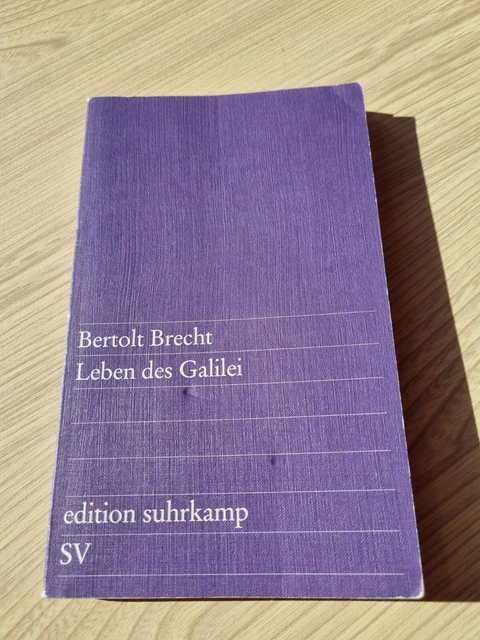 Bertolt Brecht
Leben des Galilei
edition suhrkamp
SV